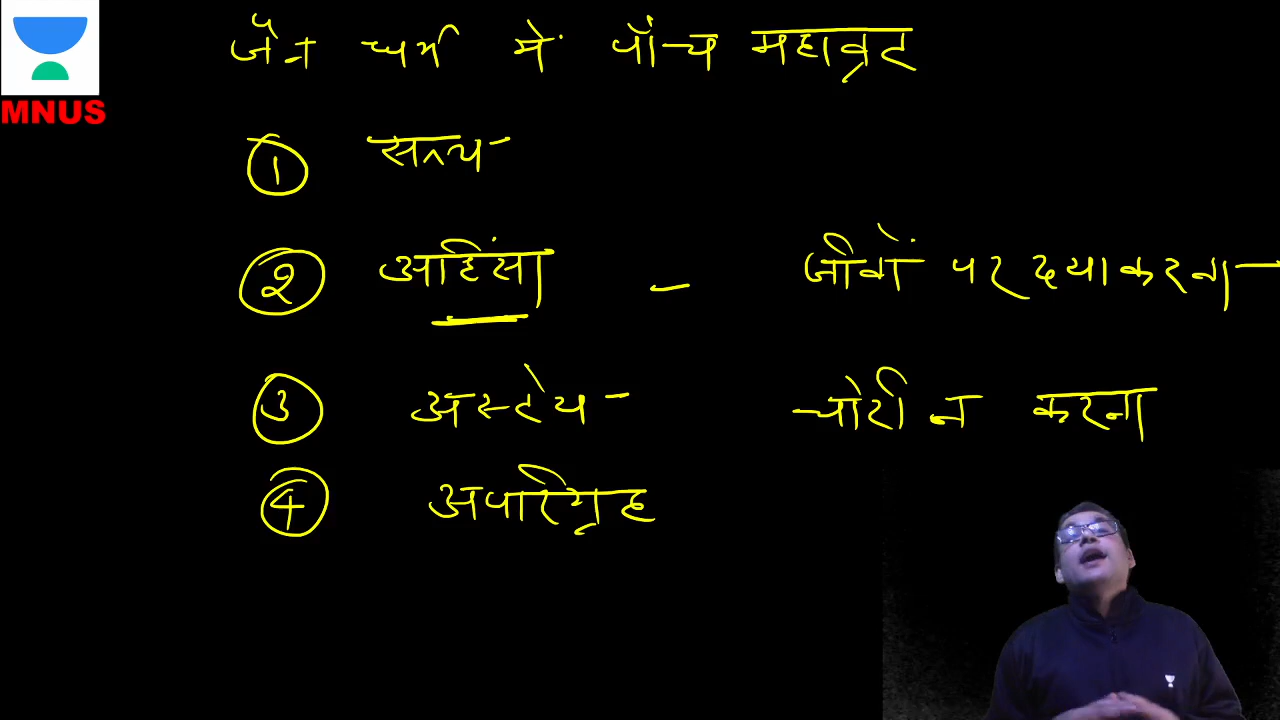 MNUS
जैन धर्म में पाँच महाव्रत
① सत्य -
② अहिंसा - जीवों पर दया करना -
③ अस्तेय - चोरी न करना
④ अपरिग्रह